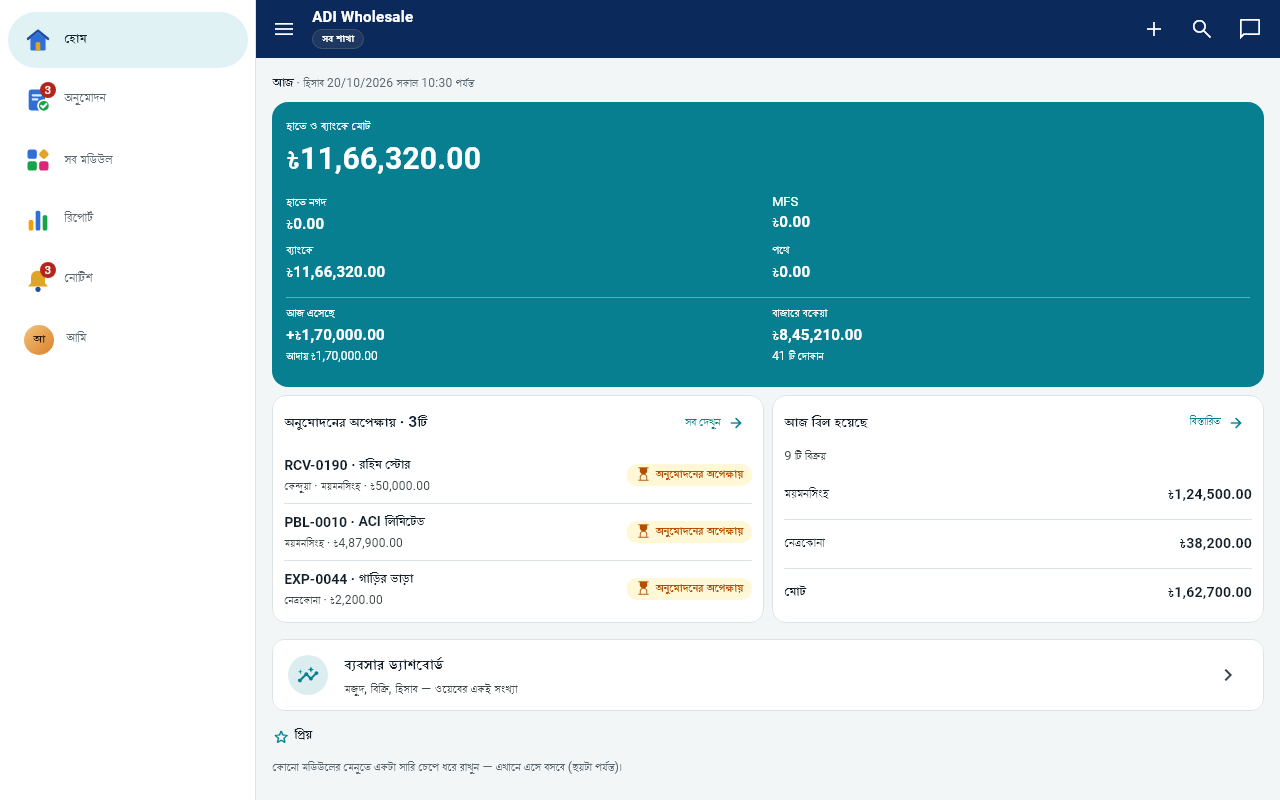 হোম
3
অনুমোদন
সব মডিউল
রিপোর্ট
3
নোটিশ
আ
আমি
ADI Wholesale
সব শাখা
আজ · হিসাব 20/10/2026 সকাল 10:30 পর্যন্ত
হাতে ও ব্যাংকে মোট
৳11,66,320.00
হাতে নগদ
৳0.00
MFS
৳0.00
ব্যাংকে
৳11,66,320.00
পথে
৳0.00
আজ এসেছে
+৳1,70,000.00
আদায় ৳1,70,000.00
বাজারে বকেয়া
৳8,45,210.00
41 টি দোকান
অনুমোদনের অপেক্ষায় · 3টি
সব দেখুন
RCV-0190 · রহিম স্টোর
কেন্দুয়া · ময়মনসিংহ · ৳50,000.00
অনুমোদনের অপেক্ষায়
PBL-0010 · ACI লিমিটেড
ময়মনসিংহ · ৳4,87,900.00
অনুমোদনের অপেক্ষায়
EXP-0044 · গাড়ির ভাড়া
নেত্রকোনা · ৳2,200.00
অনুমোদনের অপেক্ষায়
আজ বিল হয়েছে
বিস্তারিত
9 টি বিক্রয়
ময়মনসিংহ
৳1,24,500.00
নেত্রকোনা
৳38,200.00
মোট
৳1,62,700.00
ব্যবসার ড্যাশবোর্ড
মজুদ, বিক্রি, হিসাব — ওয়েবের একই সংখ্যা
প্রিয়
কোনো মডিউলের মেনুতে একটা সারি চেপে ধরে রাখুন — এখানে এসে বসবে (ছয়টা পর্যন্ত)।